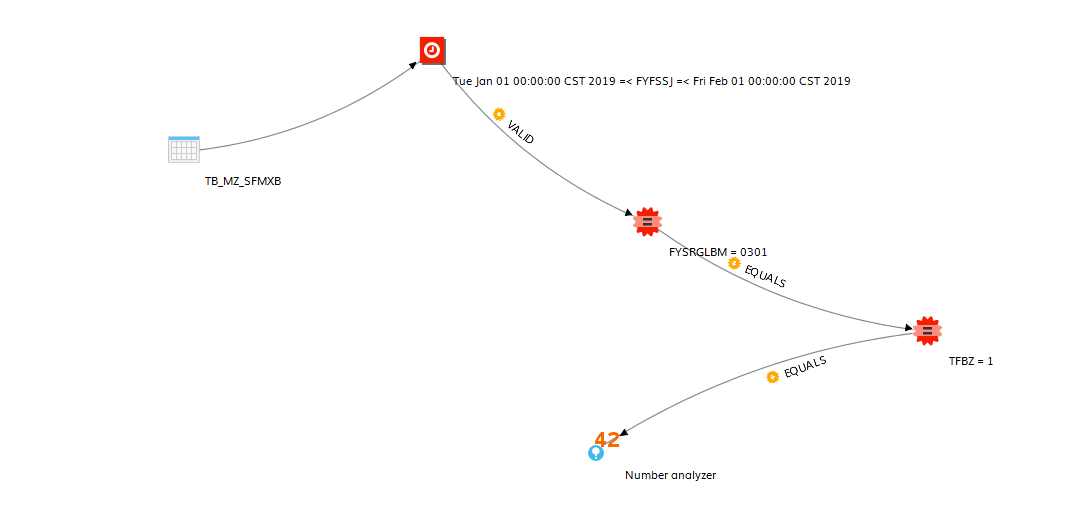 Tue Jan 01 00:00:00 CST 2019 =< FYFSSJ =< Fri Feb 01 00:00:00 CST 2019
VALID
TB_MZ_SFMXB
FYSRGLBM = 0301
EQUALS
TFBZ = 1
EQUALS
42
Number analyzer